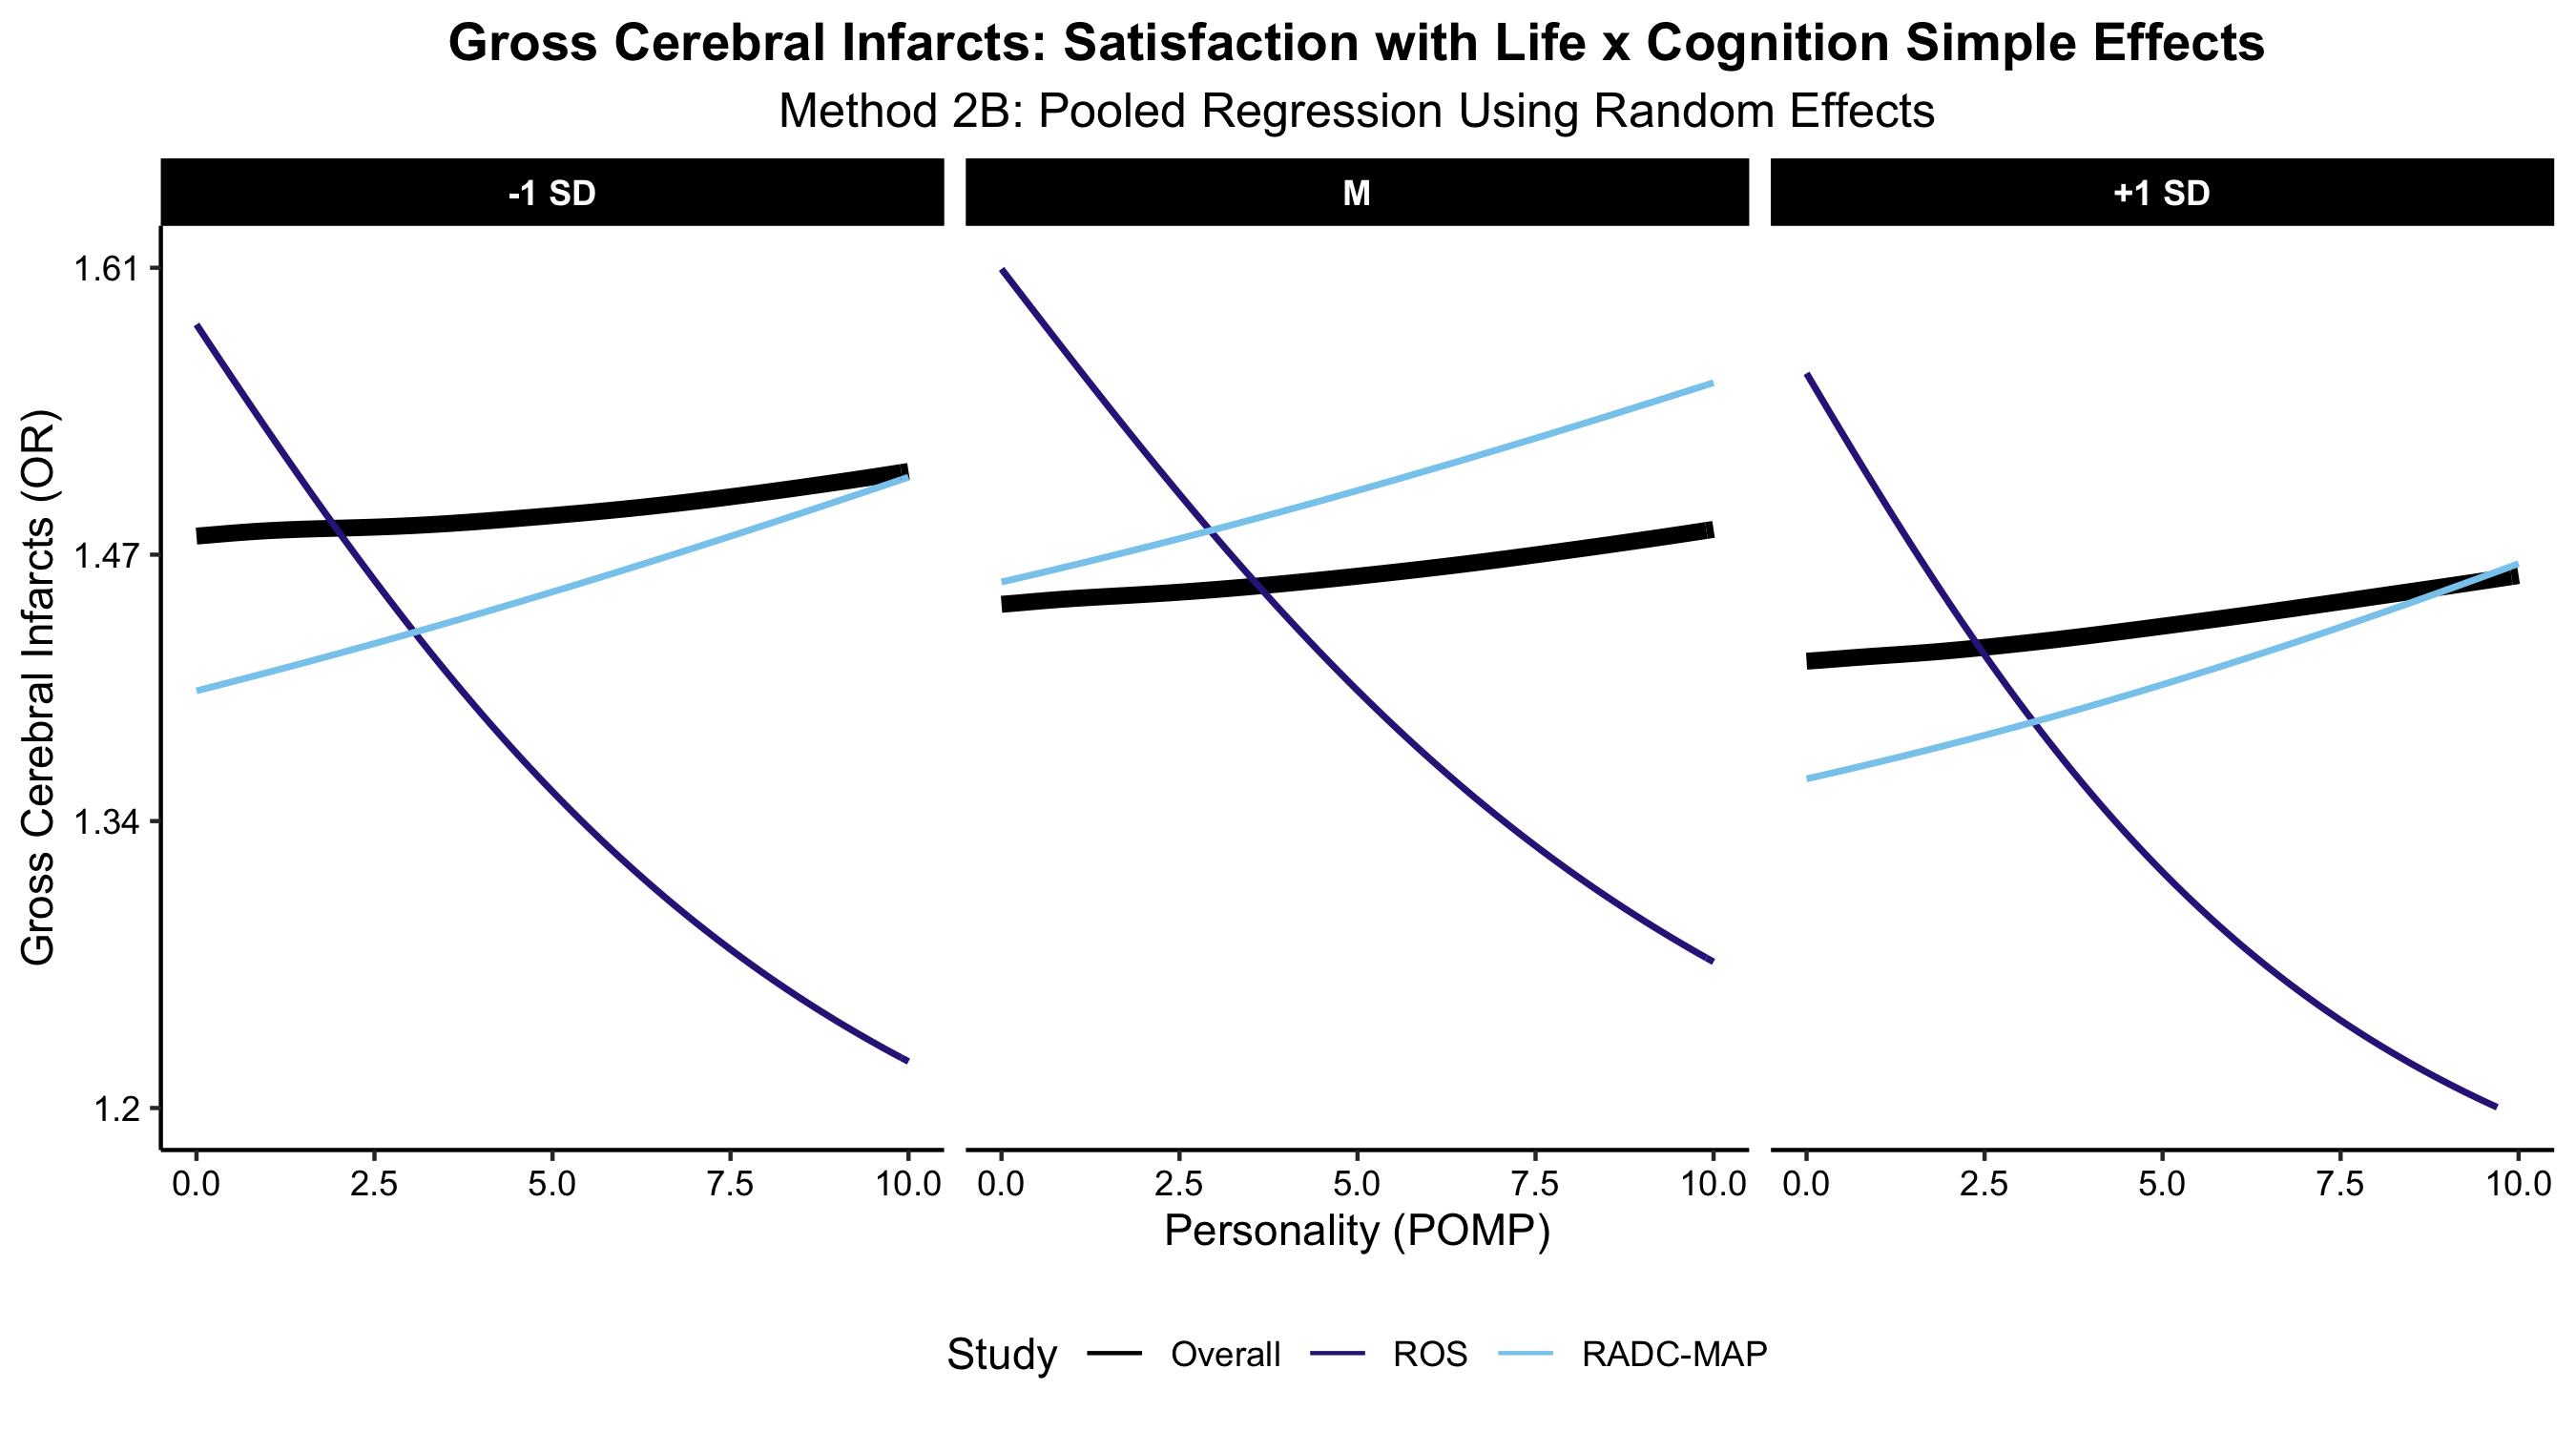 Gross Cerebral Infarcts: Satisfaction with Life x Cognition Simple Effects
Method 2B: Pooled Regression Using Random Effects
-1 SD
M
+1 SD
Gross Cerebral Infarcts (OR)
1.61
1.47
1.34
1.2
0.0 2.5 5.0 7.5 10.0
0.0 2.5 5.0 7.5 10.0
0.0 2.5 5.0 7.5 10.0
Personality (POMP)
Study Overall ROS RADC-MAP